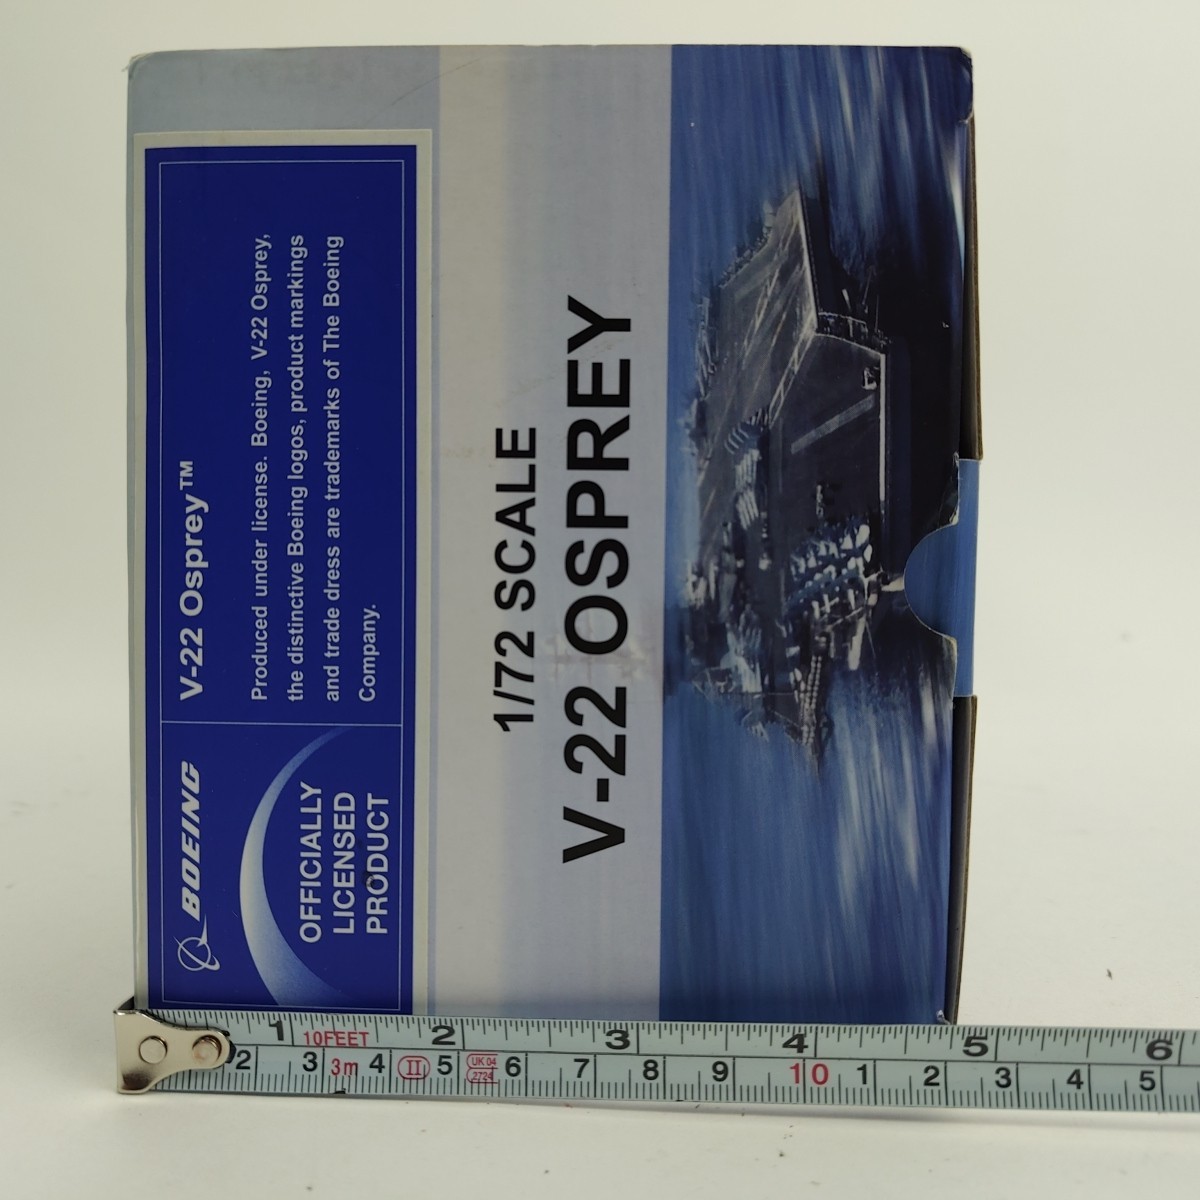 BOEING
OFFICIALLY
LICENSED
PRODUCT
V-22 Osprey™
Produced under license. Boeing, V-22 Osprey,
the distinctive Boeing logos, product markings
and trade dress are trademarks of The Boeing
Company.
1/72 SCALE
V-22 OSPREY
1 10FEET 2 3 4 5 6
2 3 3m 4 II 5 UK 04 2724 6 7 8 9 10 1 2 3 4 5